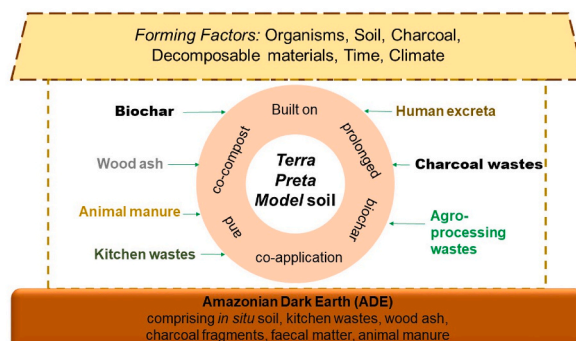 Forming Factors: Organisms, Soil, Charcoal,
Decomposable materials, Time, Climate
Biochar
Wood ash
Animal manure
Kitchen wastes
Built on
prolonged
biochar
co-application
and
co-compost
Terra
Preta
Model soil
Human excreta
Charcoal wastes
Agro-
processing
wastes
Amazonian Dark Earth (ADE)
comprising in situ soil, kitchen wastes, wood ash,
charcoal fragments, faecal matter, animal manure